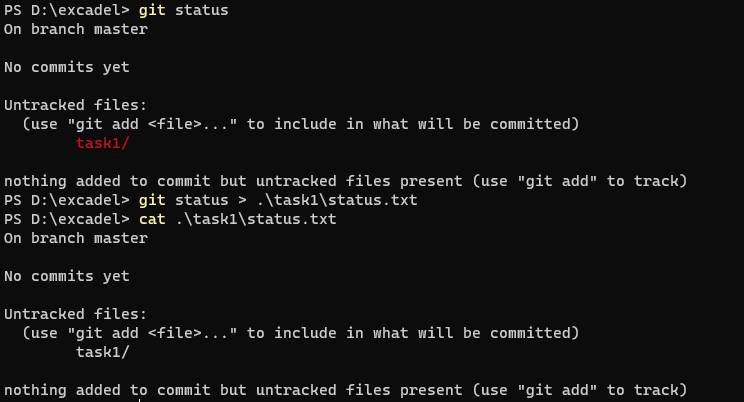 PS D:\excadel> git status
On branch master
No commits yet
Untracked files:
  (use "git add <file>..." to include in what will be committed)
        task1/
nothing added to commit but untracked files present (use "git add" to track)
PS D:\excadel> git status > .\task1\status.txt
PS D:\excadel> cat .\task1\status.txt
On branch master
No commits yet
Untracked files:
  (use "git add <file>..." to include in what will be committed)
        task1/
nothing added to commit but untracked files present (use "git add" to track)